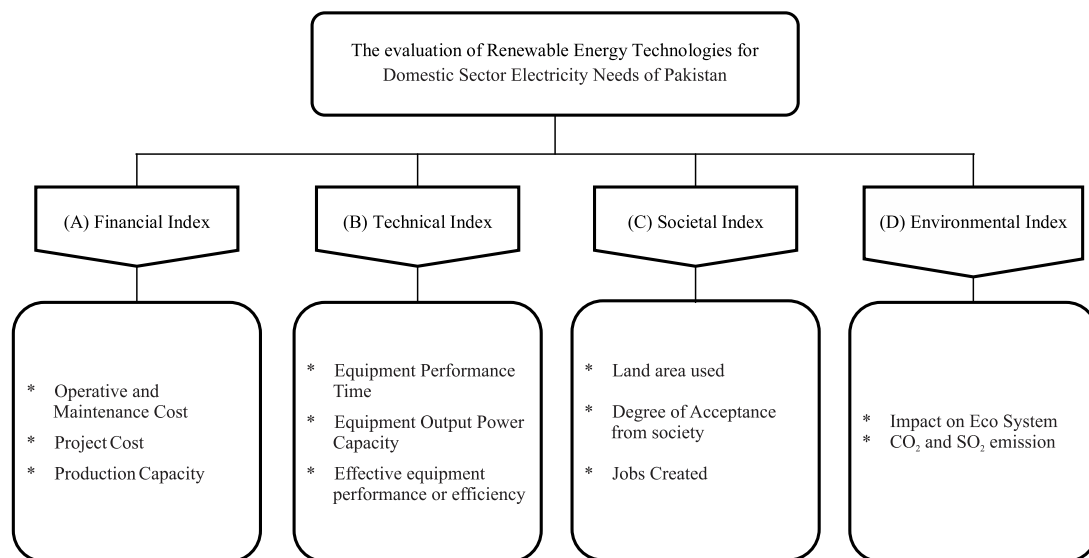 The evaluation of Renewable Energy Technologies for
Domestic Sector Electricity Needs of Pakistan
(A) Financial Index
(B) Technical Index
(C) Societal Index
(D) Environmental Index
* Operative and
Maintenance Cost
* Project Cost
* Production Capacity
* Equipment Performance
Time
* Equipment Output Power
Capacity
* Effective equipment
performance or efficiency
* Land area used
* Degree of Acceptance
from society
* Jobs Created
* Impact on Eco System
* CO₂ and SO₂ emission